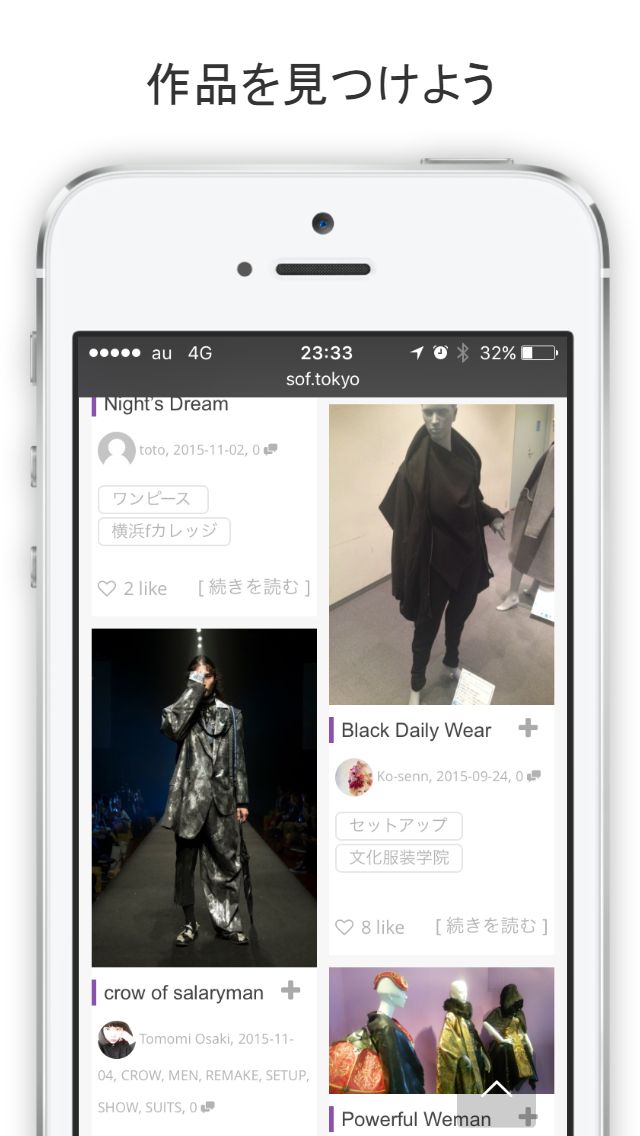 作品を見つけよう
au 4G 23:33 32%
sof.tokyo
Night's Dream
toto, 2015-11-02, 0
ワンピース
横浜fカレッジ
2 like [ 続きを読む ]
crow of salaryman
Tomomi Osaki, 2015-11-
04, CROW, MEN, REMAKE, SETUP,
SHOW, SUITS, 0
Black Daily Wear
Ko-senn, 2015-09-24, 0
セットアップ
文化服装学院
8 like [ 続きを読む ]
Powerful Weman